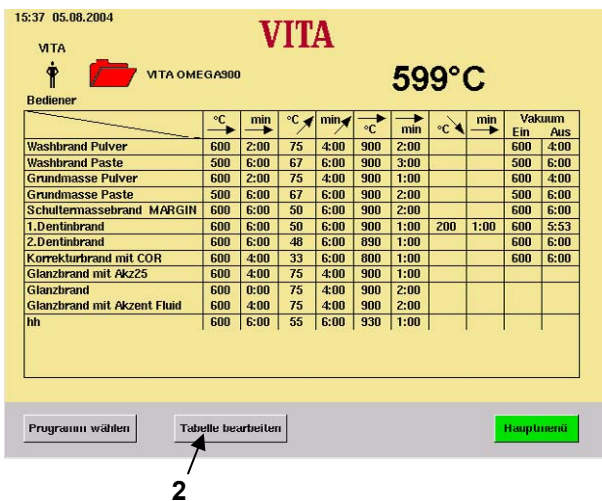 15:37 05.08.2004
VITA
VITA
VITA OMEGA900
599°C
Bediener
°C min °C min °C min °C min Vakuum
Ein Aus
Washbrand Pulver 600 2:00 75 4:00 900 2:00 600 4:00
Washbrand Paste 500 6:00 67 6:00 900 3:00 500 6:00
Grundmasse Pulver 600 2:00 75 4:00 900 1:00 600 4:00
Grundmasse Paste 500 6:00 67 6:00 900 2:00 500 6:00
Schultermassebrand MARGIN 600 6:00 50 6:00 900 2:00 600 6:00
1.Dentinbrand 600 6:00 50 6:00 900 1:00 200 1:00 600 5:53
2.Dentinbrand 600 6:00 48 6:00 890 1:00 600 6:00
Korrekturbrand mit COR 600 4:00 33 6:00 800 1:00 600 6:00
Glanzbrand mit Akz25 600 4:00 75 4:00 900 1:00
Glanzbrand 600 0:00 75 4:00 900 2:00
Glanzbrand mit Akzent Fluid 600 4:00 75 4:00 900 2:00
hh 600 6:00 55 6:00 930 1:00
Programm wählen Tabelle bearbeiten Hauptmenü
2